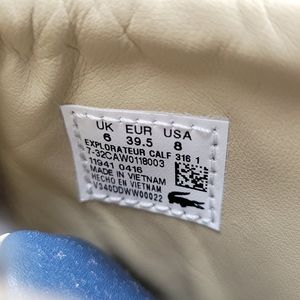 UK EUR USA
6 39.5 8
EXPLORATEUR CALF 316 1
7-32CAW0118003
11941 0416
MADE IN VIETNAM
HECHO EN VIETNAM
V340DDWW00022